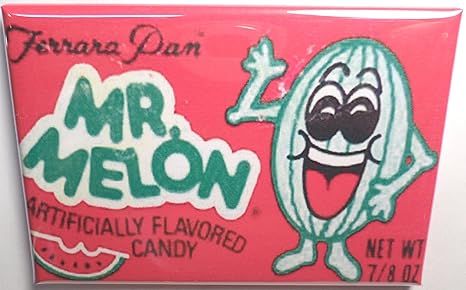 Ferrara Pan
MR.
MELON®
ARTIFICIALLY FLAVORED
CANDY
NET WT
7/8 OZ